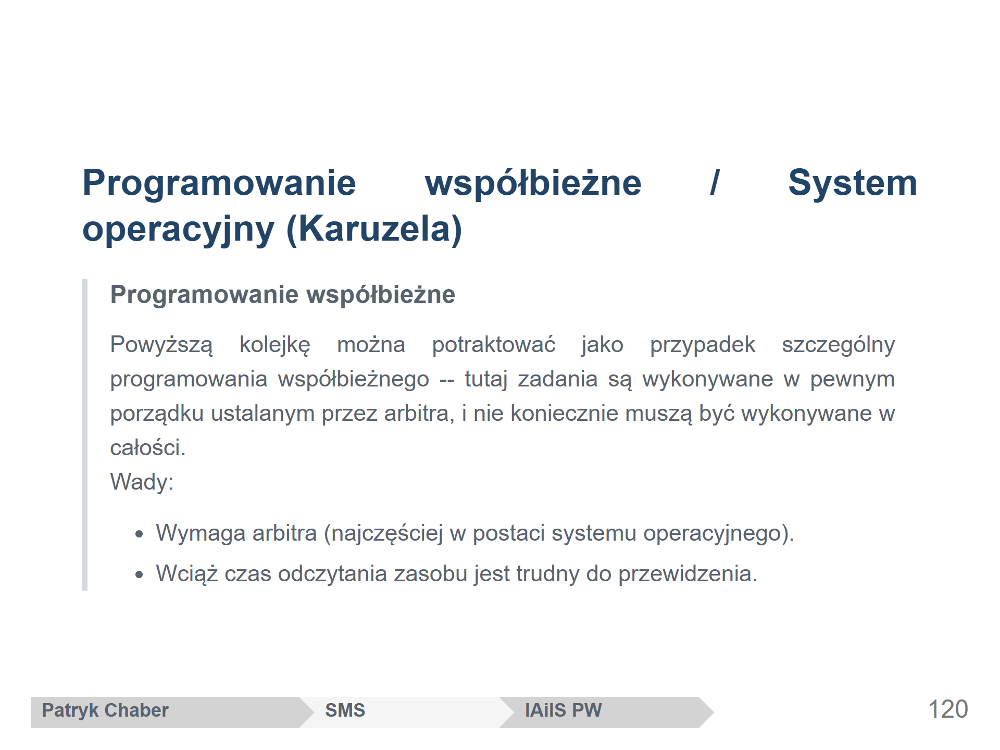 Programowanie współbieżne / System
operacyjny (Karuzela)
Programowanie współbieżne
Powyższą kolejkę można potraktować jako przypadek szczególny
programowania współbieżnego -- tutaj zadania są wykonywane w pewnym
porządku ustalanym przez arbitra, i nie koniecznie muszą być wykonywane w
całości.
Wady:
• Wymaga arbitra (najczęściej w postaci systemu operacyjnego).
• Wciąż czas odczytania zasobu jest trudny do przewidzenia.
Patryk Chaber SMS IAiIS PW 120